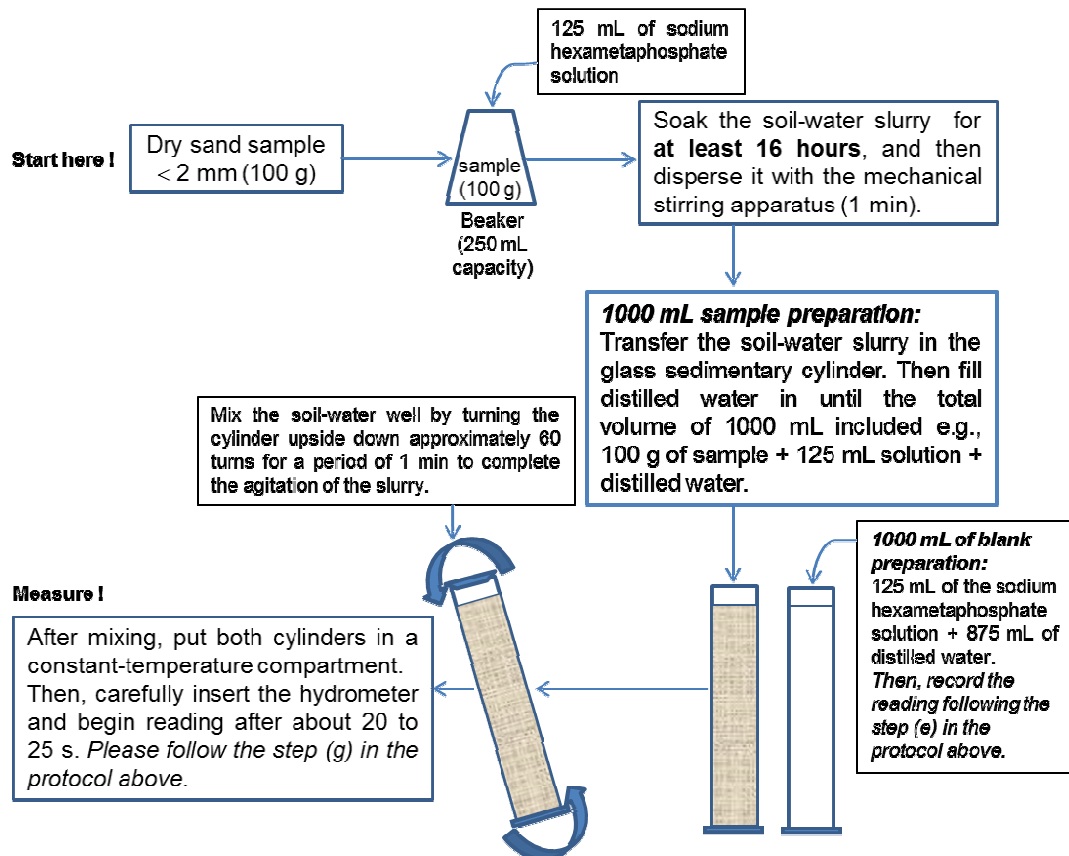 125 mL of sodium
hexametaphosphate
solution
Start here !
Dry sand sample
< 2 mm (100 g)
sample
(100 g)
Beaker
(250 mL
capacity)
Soak the soil-water slurry for
at least 16 hours, and then
disperse it with the mechanical
stirring apparatus (1 min).
1000 mL sample preparation:
Transfer the soil-water slurry in the
glass sedimentary cylinder. Then fill
distilled water in until the total
volume of 1000 mL included e.g.,
100 g of sample + 125 mL solution +
distilled water.
Mix the soil-water well by turning the
cylinder upside down approximately 60
turns for a period of 1 min to complete
the agitation of the slurry.
1000 mL of blank
preparation:
125 mL of the sodium
hexametaphosphate
solution + 875 mL of
distilled water.
Then, record the
reading following the
step (e) in the
protocol above.
Measure !
After mixing, put both cylinders in a
constant-temperature compartment.
Then, carefully insert the hydrometer
and begin reading after about 20 to
25 s. Please follow the step (g) in the
protocol above.